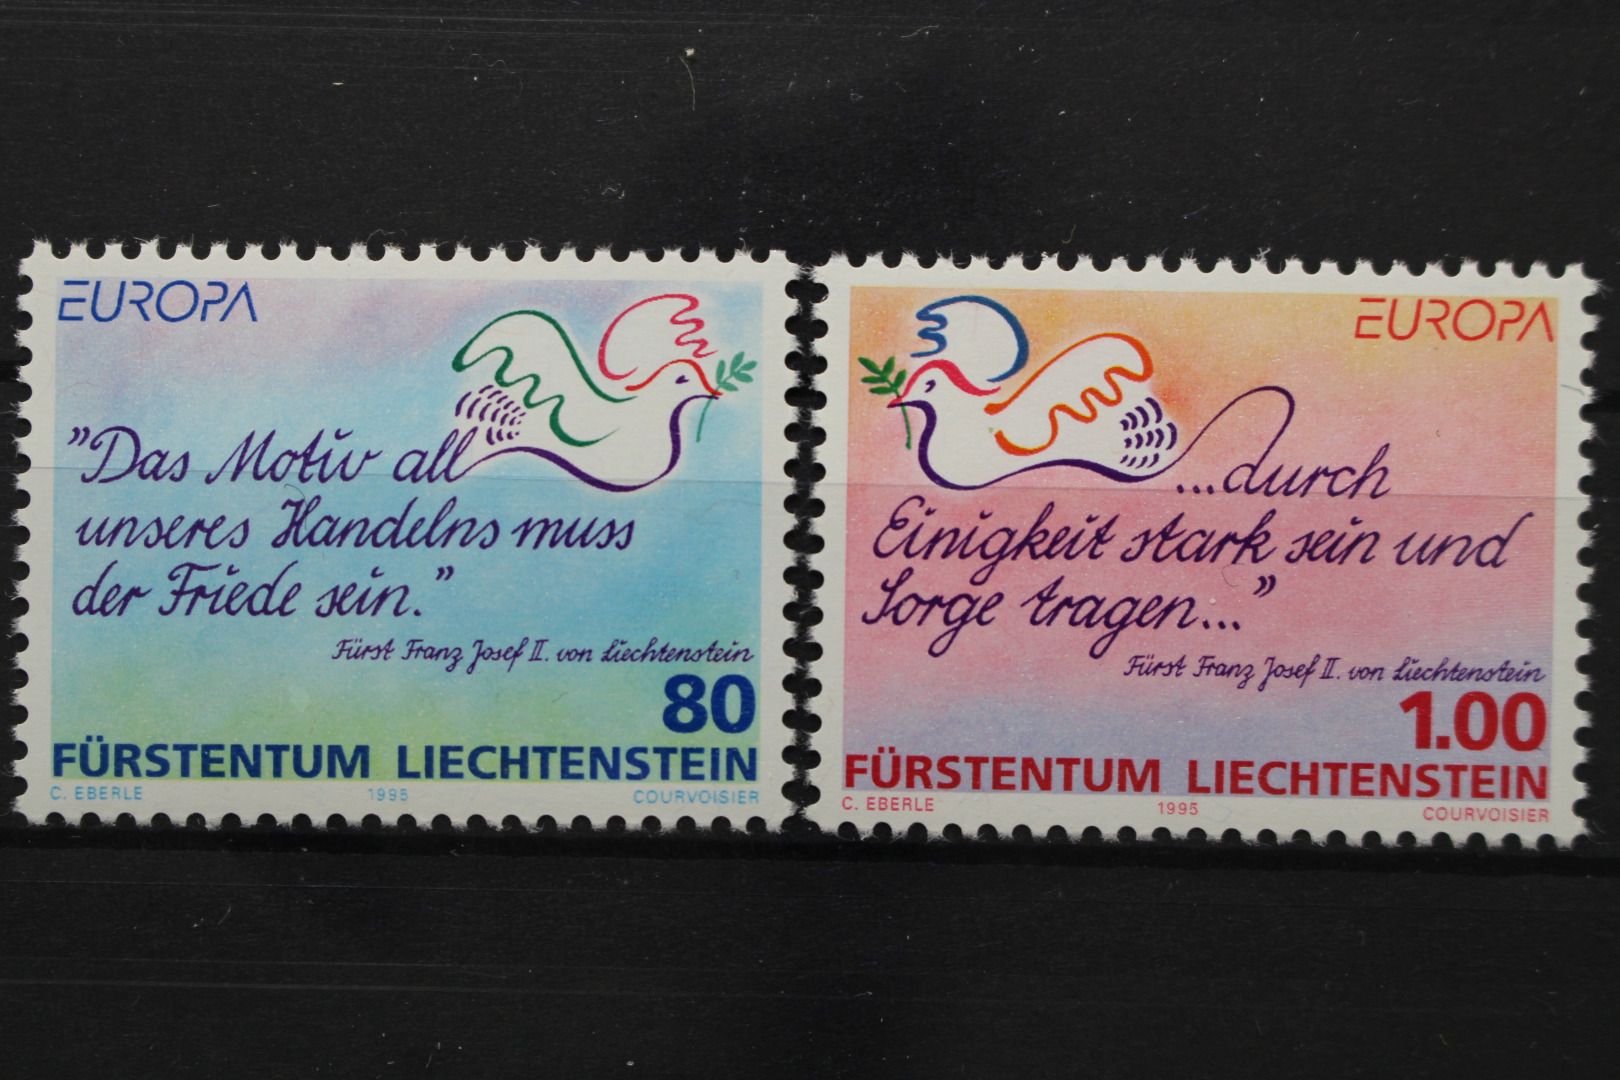 EUROPA
"Das Motiv all
unseres Handelns muss
der Friede sein."
Fürst Franz Josef II. von Liechtenstein
80
FÜRSTENTUM LIECHTENSTEIN
C. EBERLE 1995 COURVOISIER
EUROPA
...durch
Einigkeit stark sein und
Sorge tragen..."
Fürst Franz Josef II. von Liechtenstein
1.00
FÜRSTENTUM LIECHTENSTEIN
C. EBERLE 1995 COURVOISIER